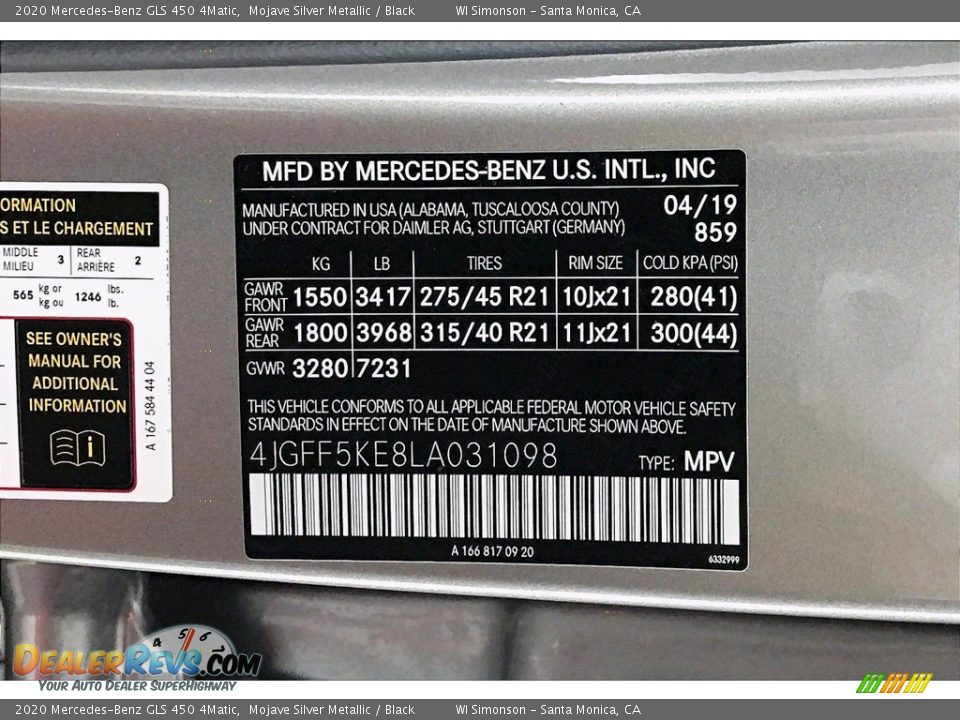 2020 Mercedes-Benz GLS 450 4Matic, Mojave Silver Metallic / Black WI Simonson - Santa Monica, CA
ORMATION
S ET LE CHARGEMENT
MIDDLE
MILIEU 3 REAR
ARRIÈRE 2
565 kg or
kg ou 1246 lbs.
lb.
SEE OWNER'S
MANUAL FOR
ADDITIONAL
INFORMATION
i
A 167 584 44 04
MFD BY MERCEDES-BENZ U.S. INTL., INC
MANUFACTURED IN USA (ALABAMA, TUSCALOOSA COUNTY) 04/19
UNDER CONTRACT FOR DAIMLER AG, STUTTGART (GERMANY) 859
KG LB TIRES RIM SIZE COLD KPA (PSI)
GAWR
FRONT 1550 3417 275/45 R21 10Jx21 280(41)
GAWR
REAR 1800 3968 315/40 R21 11Jx21 300(44)
GVWR 3280 7231
THIS VEHICLE CONFORMS TO ALL APPLICABLE FEDERAL MOTOR VEHICLE SAFETY
STANDARDS IN EFFECT ON THE DATE OF MANUFACTURE SHOWN ABOVE.
4JGFF5KE8LA031098 TYPE: MPV
A 166 817 09 20
6332999
4 5 6
DEALERREVS.COM
YOUR AUTO DEALER SUPERHIGHWAY
2020 Mercedes-Benz GLS 450 4Matic, Mojave Silver Metallic / Black WI Simonson - Santa Monica, CA